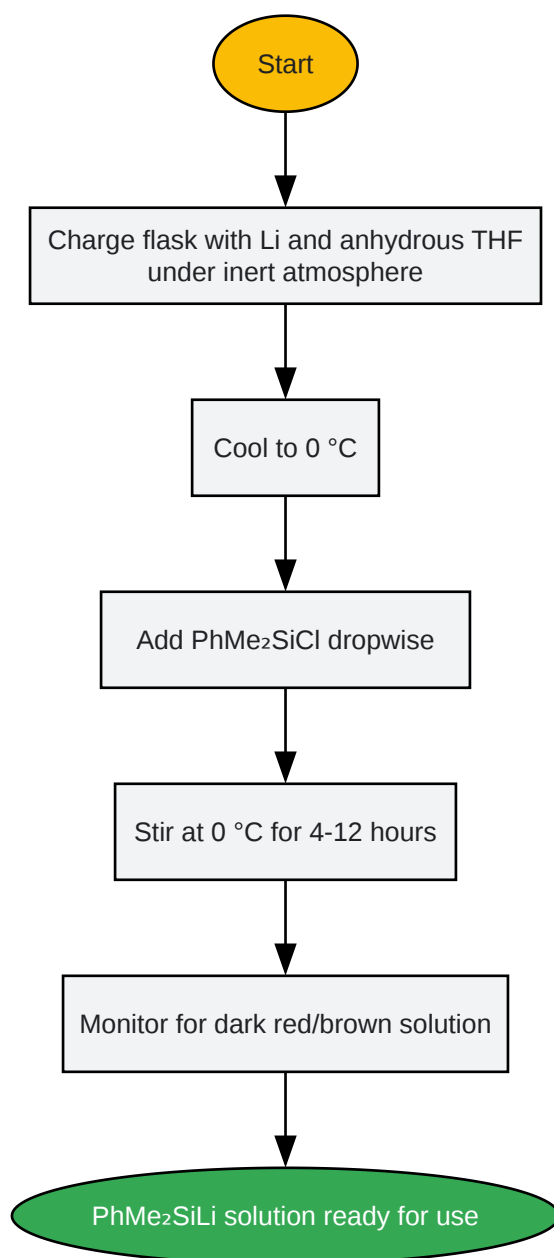 Start
Charge flask with Li and anhydrous THF
under inert atmosphere
Cool to 0 °C
Add PhMe₂SiCl dropwise
Stir at 0 °C for 4-12 hours
Monitor for dark red/brown solution
PhMe₂SiLi solution ready for use